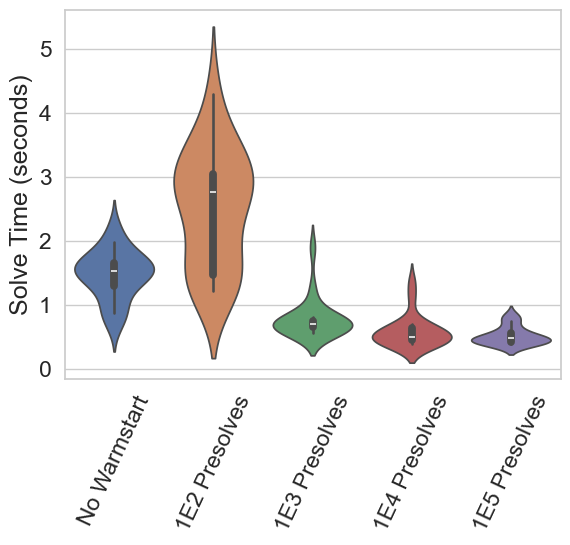 Solve Time (seconds)
5
4
3
2
1
0
No Warmstart
1E2 Presolves
1E3 Presolves
1E4 Presolves
1E5 Presolves